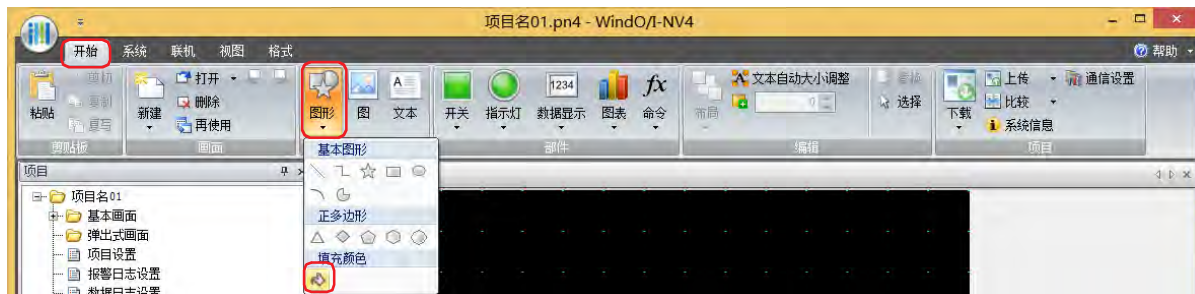 项目名01.pn4 - WindO/I-NV4
开始 系统 联机 视图 格式 帮助
剪切 打开 A 1234 fx 文本自动大小调整 上传 通信设置
粘贴 复制 新建 删除 图形 图 文本 开关 指示灯 数据显示 图表 命令 布局 0 选择 下载 比较
重写 再使用 系统信息
剪贴板 画面 部件 编辑 项目
项目 基本图形
项目名01
基本画面 正多边形
弹出式画面
项目设置 填充颜色
报警日志设置
数据日志设置